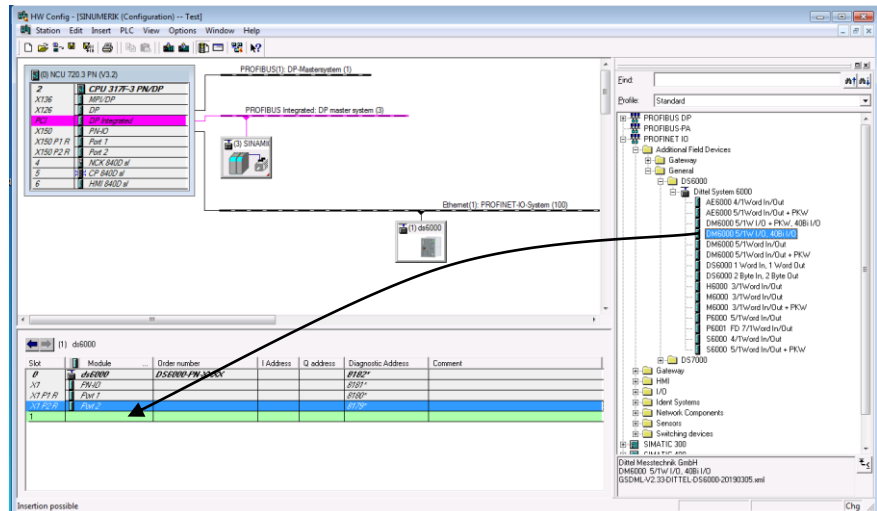 HW Config - [SINUMERIK (Configuration) -- Test]
Station Edit Insert PLC View Options Window Help
(0) NCU 720.3 PN (V3.2)
2 CPU 317F-3 PN/DP
X136 MPI/DP
X126 DP
PCI DP Integrated
X150 PN-IO
X150 P1 R Port 1
X150 P2 R Port 2
4 NCK 840D sl
5 CP 840D sl
6 HMI 840D sl
PROFIBUS(1): DP-Mastersystem (1)
PROFIBUS Integrated: DP master system (3)
(3) SINAMI
Ethernet(1): PROFINET-IO-System (100)
(1) ds6000
Find:
Profile: Standard
PROFIBUS DP
PROFIBUS-PA
PROFINET IO
Additional Field Devices
Gateway
General
DS6000
Dittel System 6000
AE6000 4/1Word In/Out
AE6000 5/1Word In/Out + PKW
DM6000 5/1W I/O + PKW, 40Bi I/O
DM6000 5/1W I/O, 40Bi I/O
DM6000 5/1Word In/Out
DM6000 5/1Word In/Out + PKW
DS6000 1 Word In, 1 Word Out
DS6000 2 Byte In, 2 Byte Out
H6000 3/1Word In/Out
M6000 3/1Word In/Out
M6000 3/1Word In/Out + PKW
P6000 5/1Word In/Out
P6001 FD 7/1Word In/Out
S6000 4/1Word In/Out
S6000 5/1Word In/Out + PKW
DS7000
Gateway
HMI
I/O
Ident Systems
Network Components
Sensors
Switching devices
SIMATIC 300
SIMATIC 400
(1) ds6000
Slot Module ... Order number I Address Q address Diagnostic Address Comment
0 ds6000 DS6000-PN-XXXX 8182*
X1 PN-IO 8181*
X1 P1 R Port 1 8180*
X1 P2 R Port 2 8179*
1
Dittel Messtechnik GmbH
DM6000 5/1W I/O, 40Bi I/O
GSDML-V2.33-DITTEL-DS6000-20190305.xml
Insertion possible
Chg